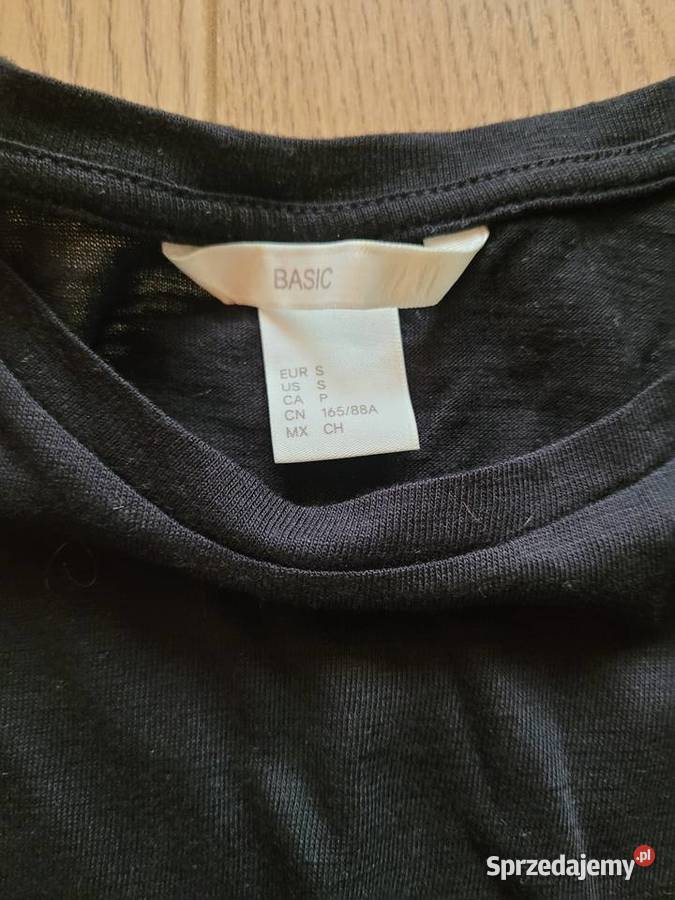 BASIC
EUR S
US S
CA P
CN 165/88A
MX CH
Sprzedajemy.pl